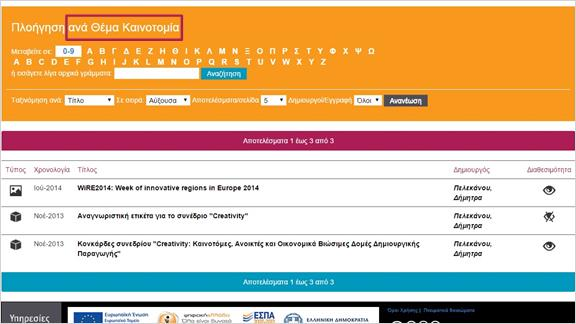 Πλοήγηση ανά Θέμα Καινοτομία
Μεταβείτε σε: 0-9 Α Β Γ Δ Ε Ζ Η Θ Ι Κ Λ Μ Ν Ξ Ο Π Ρ Σ Τ Υ Φ Χ Ψ Ω
A B C D E F G H I J K L M N O P Q R S T U V W X Y Z
ή εισάγετε λίγα αρχικά γράμματα: Αναζήτηση
Ταξινόμηση ανά: Τίτλο Σε σειρά: Αύξουσα Αποτελέσματα/σελίδα 5 Δημιουργοί/Εγγραφή Όλοι Ανανέωση
Αποτελέσματα 1 έως 3 από 3
Τύπος Χρονολογία Τίτλος Δημιουργός Διαθεσιμότητα
Ιού-2014 WiRE2014: Week of innovative regions in Europe 2014 Πελεκάνου, Δήμητρα
Νοέ-2013 Αναγνωριστική ετικέτα για το συνέδριο "Creativity" Πελεκάνου, Δήμητρα
Νοέ-2013 Κονκάρδες συνεδρίου "Creativity: Καινοτόμες, Ανοικτές και Οικονομικά Βιώσιμες Δομές Δημιουργικής Παραγωγής" Πελεκάνου, Δήμητρα
Αποτελέσματα 1 έως 3 από 3
Υπηρεσίες
Ευρωπαϊκή Ένωση
ψηφιακή ελλάδα
Όλα είναι δυνατά
ΕΣΠΑ
ΕΛΛΗΝΙΚΗ ΔΗΜΟΚΡΑΤΙΑ
Όροι Χρήσης | Πνευματικά δικαιώματα